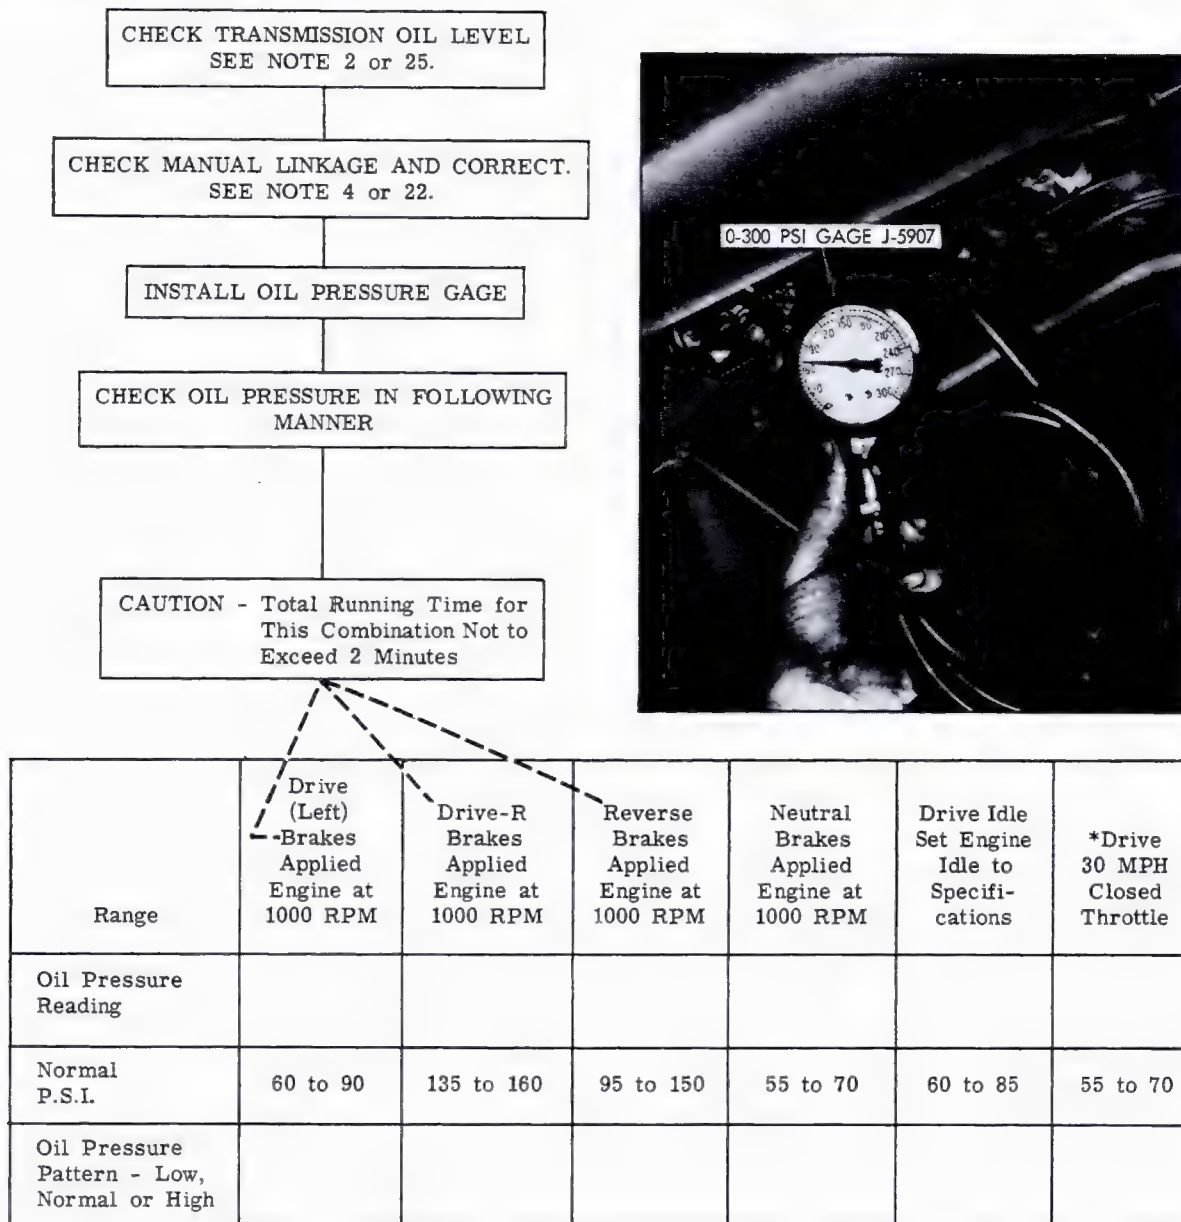 CHECK TRANSMISSION OIL LEVEL
SEE NOTE 2 or 25.
CHECK MANUAL LINKAGE AND CORRECT.
SEE NOTE 4 or 22.
INSTALL OIL PRESSURE GAGE
CHECK OIL PRESSURE IN FOLLOWING
MANNER
0-300 PSI GAGE J-5907
150
210
240
270
300
CAUTION - Total Running Time for
This Combination Not to
Exceed 2 Minutes
Range
Drive
(Left)
Brakes
Applied
Engine at
1000 RPM
Drive-R
Brakes
Applied
Engine at
1000 RPM
Reverse
Brakes
Applied
Engine at
1000 RPM
Neutral
Brakes
Applied
Engine at
1000 RPM
Drive Idle
Set Engine
Idle to
Specifi-
cations
*Drive
30 MPH
Closed
Throttle
Oil Pressure
Reading
Normal
P.S.I.
60 to 90
135 to 160
95 to 150
55 to 70
60 to 85
55 to 70
Oil Pressure
Pattern - Low,
Normal or High